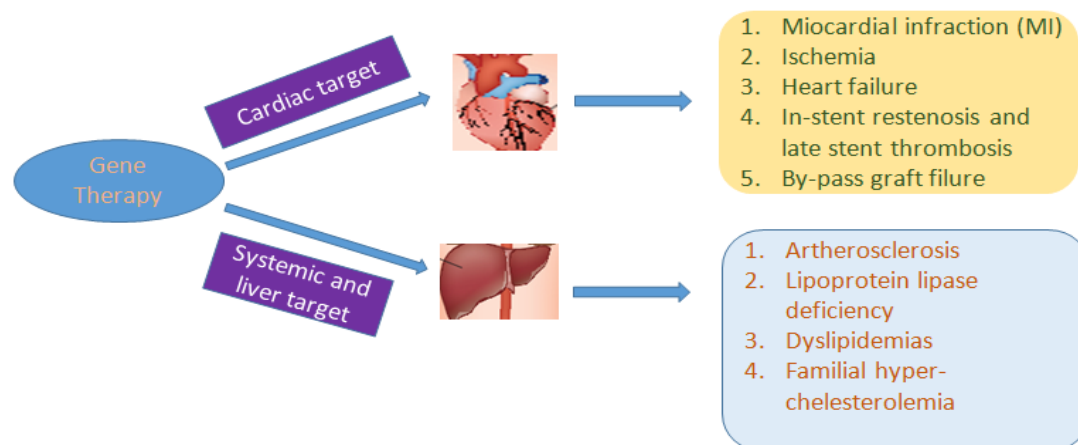 Gene
Therapy
Cardiac target
Systemic and
liver target
1. Miocardial infraction (MI)
2. Ischemia
3. Heart failure
4. In-stent restenosis and
late stent thrombosis
5. By-pass graft filure
1. Artherosclerosis
2. Lipoprotein lipase
deficiency
3. Dyslipidemias
4. Familial hyper-
chelesterolemia